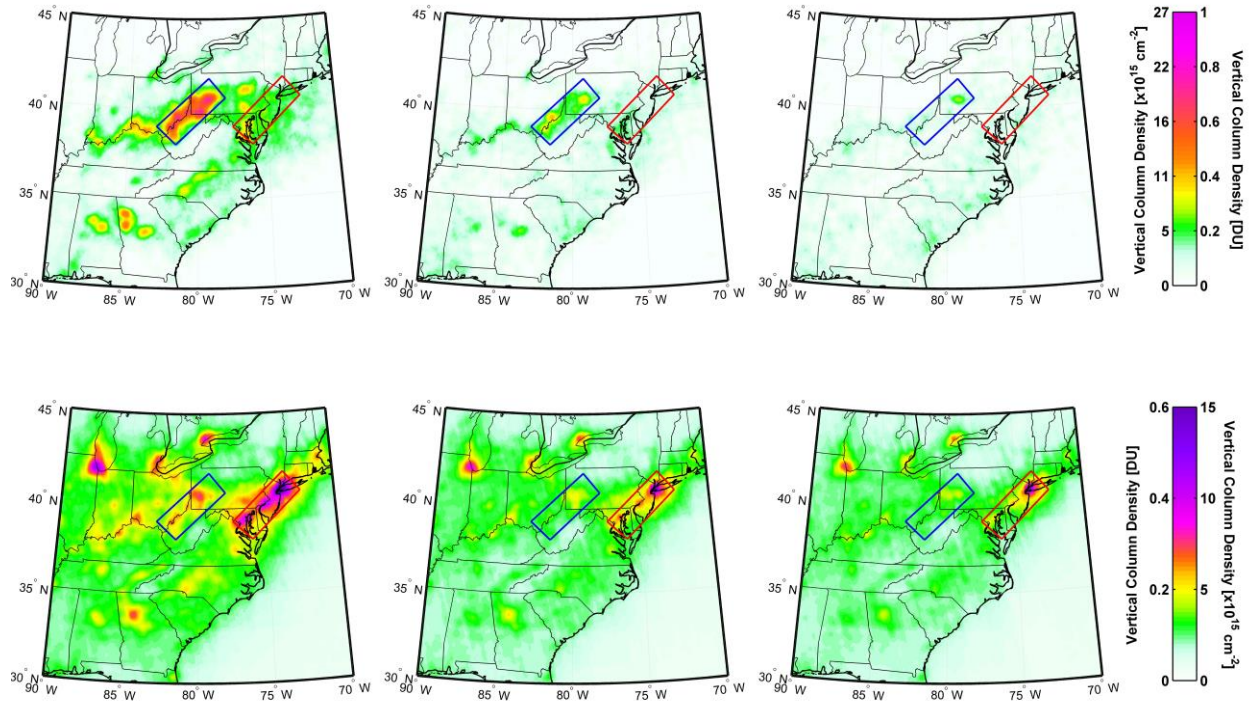 45° N
40°
35°
30° N
90° W
85°
80° W
75°
70° W
45° N
40°
35°
30° N
90° W
85°
80° W
75°
70° W
45° N
40°
35°
30° N
90° W
85°
80° W
75°
70° W
Vertical Column Density [x10¹⁵ cm⁻²]
27
22
16
11
5
0
1
0.8
0.6
0.4
0.2
0
Vertical Column Density [DU]
45° N
40°
35°
30° N
90° W
85°
80° W
75°
70° W
45° N
40°
35°
30° N
90° W
85°
80° W
75°
70° W
45° N
40°
35°
30° N
90° W
85°
80° W
75°
70° W
Vertical Column Density [DU]
0.6
0.4
0.2
0
15
10
5
0
Vertical Column Density [x10¹⁵ cm⁻²]